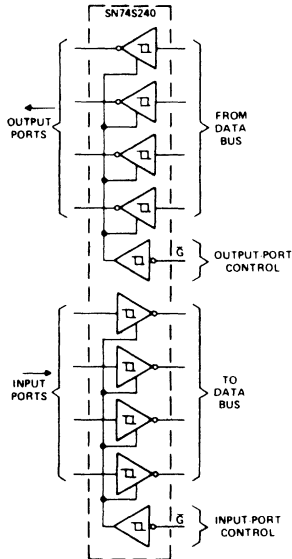 SN74S240
OUTPUT
PORTS
FROM
DATA
BUS
G̅
OUTPUT-PORT
CONTROL
INPUT
PORTS
TO
DATA
BUS
G̅
INPUT-PORT
CONTROL